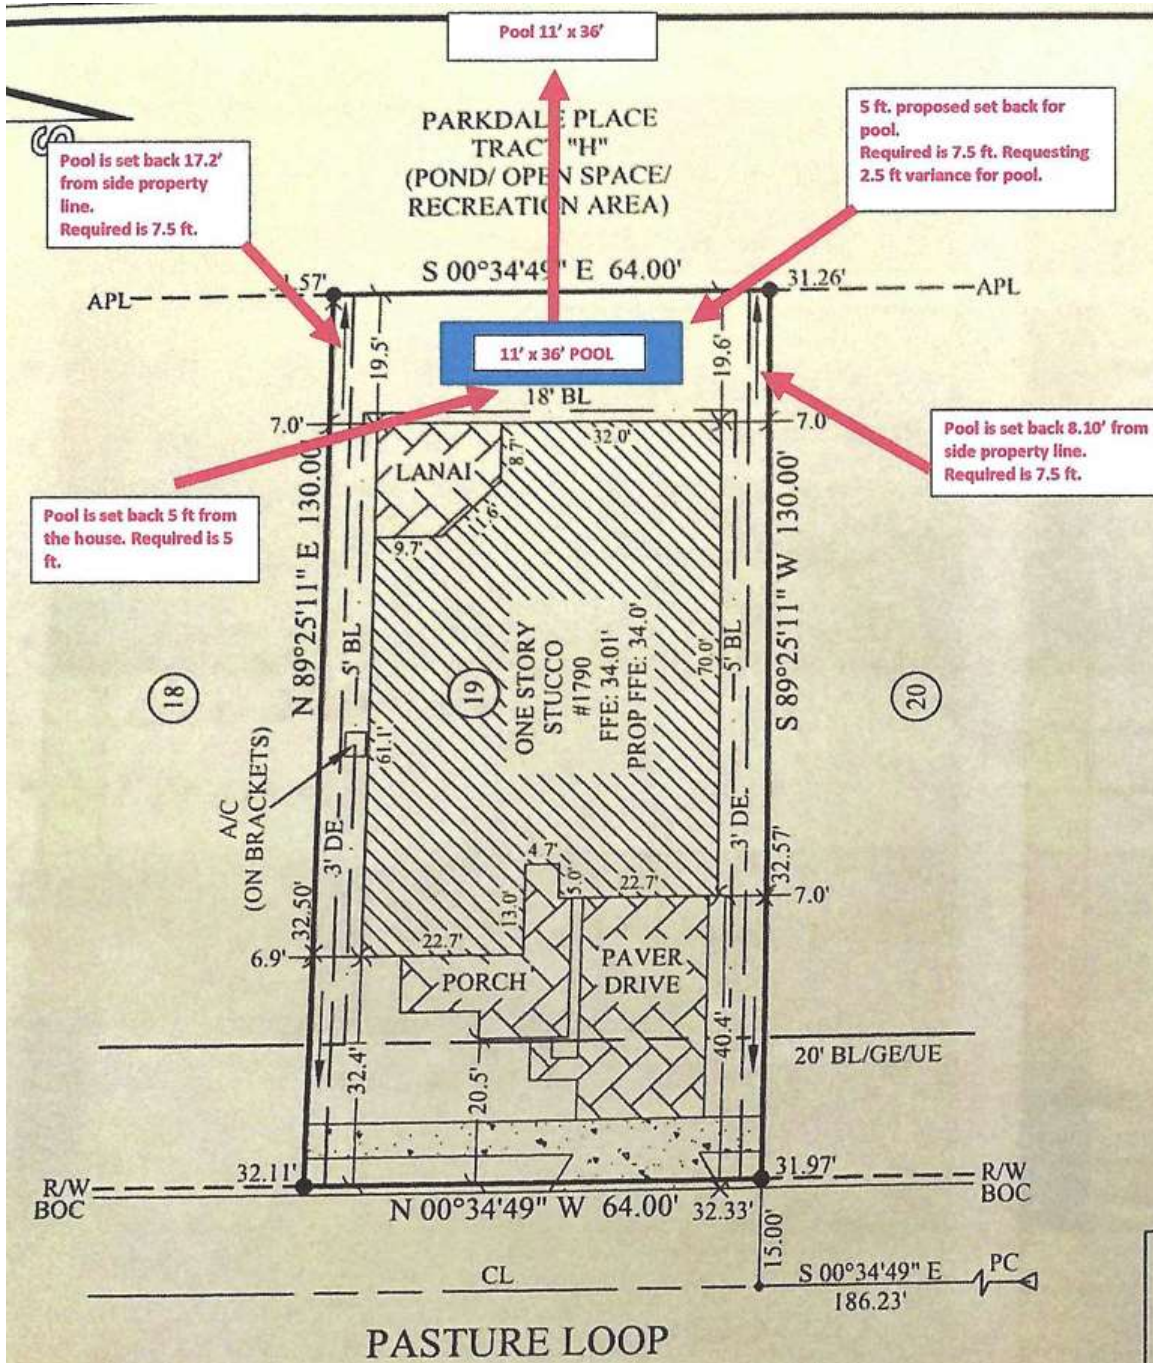 Pool 11' x 36'
5 ft. proposed set back for
pool.
Required is 7.5 ft. Requesting
2.5 ft variance for pool.
Pool is set back 17.2'
from side property
line.
Required is 7.5 ft.
PARKDALE PLACE
TRACT "H"
(POND/ OPEN SPACE/
RECREATION AREA)
S 00°34'49" E 64.00'
.57'
31.26'
APL
APL
19.5'
11' x 36' POOL
19.6'
18' BL
7.0'
32.0'
7.0'
Pool is set back 8.10' from
side property line.
Required is 7.5 ft.
LANAI
8.7'
11.6'
9.7'
Pool is set back 5 ft from
the house. Required is 5
ft.
N 89°25'11" E 130.00'
S 89°25'11" W 130.00'
5' BL
5' BL
70.0'
ONE STORY
STUCCO
#1790
FFE: 34.01'
PROP FFE: 34.0'
18
19
20
61.1'
A/C
(ON BRACKETS)
3' DE
3' DE
32.50'
32.57'
4.7'
5.0'
22.7'
7.0'
13.0'
22.7'
6.9'
PORCH
PAVER
DRIVE
32.4'
20.5'
40.4'
20' BL/GE/UE
32.11'
31.97'
R/W
BOC
R/W
BOC
N 00°34'49" W 64.00'
32.33'
15.00'
CL
S 00°34'49" E
186.23'
PC
PASTURE LOOP